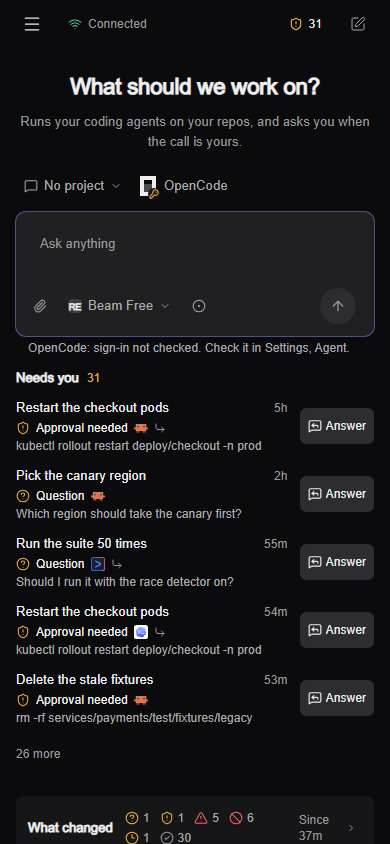 Connected
31
What should we work on?
Runs your coding agents on your repos, and asks you when
the call is yours.
No project
OpenCode
Ask anything
RE Beam Free
OpenCode: sign-in not checked. Check it in Settings, Agent.
Needs you 31
Restart the checkout pods 5h
Approval needed
kubectl rollout restart deploy/checkout -n prod
Answer
Pick the canary region 2h
Question
Which region should take the canary first?
Answer
Run the suite 50 times 55m
Question
Should I run it with the race detector on?
Answer
Restart the checkout pods 54m
Approval needed
kubectl rollout restart deploy/checkout -n prod
Answer
Delete the stale fixtures 53m
Approval needed
rm -rf services/payments/test/fixtures/legacy
Answer
26 more
What changed
1 1 5 6
1 30
Since
37m